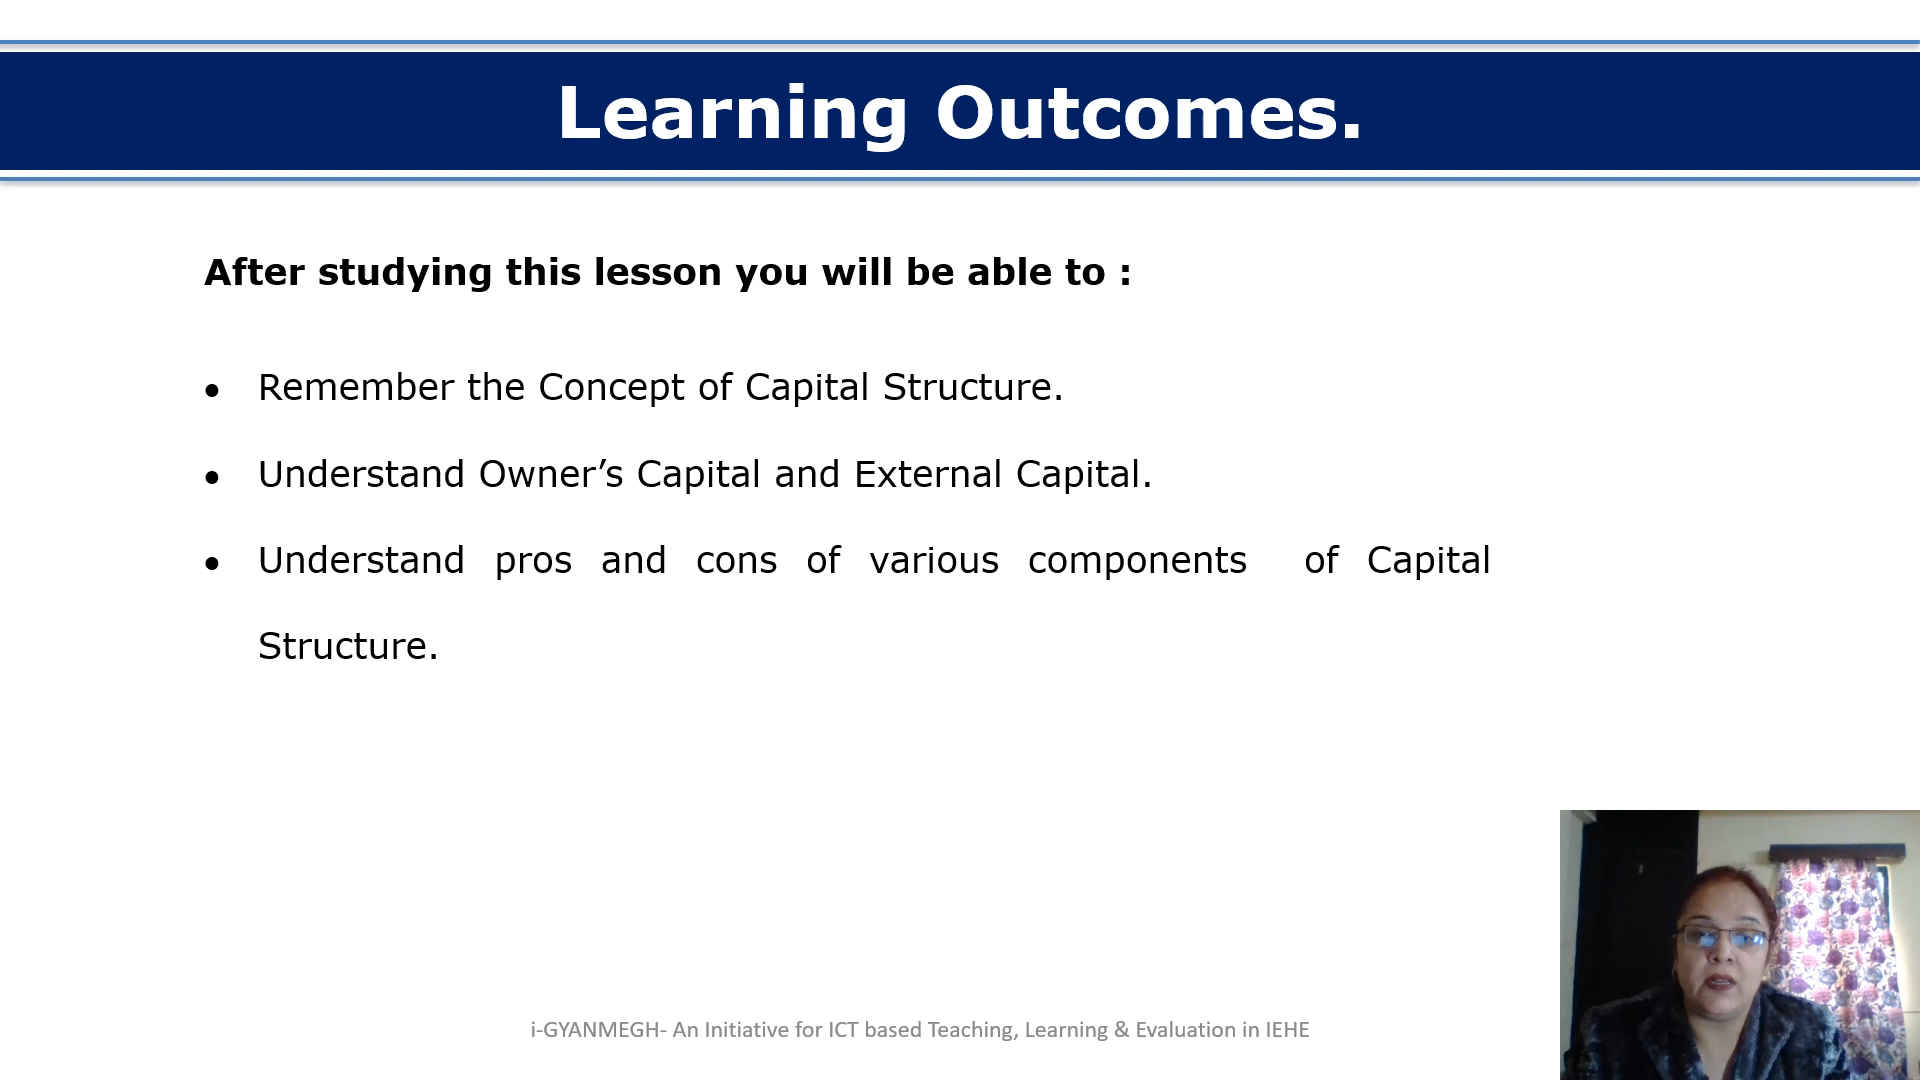 Learning Outcomes.
After studying this lesson you will be able to :
• Remember the Concept of Capital Structure.
• Understand Owner’s Capital and External Capital.
• Understand pros and cons of various components of Capital
Structure.
i-GYANMEGH- An Initiative for ICT based Teaching, Learning & Evaluation in IEHE